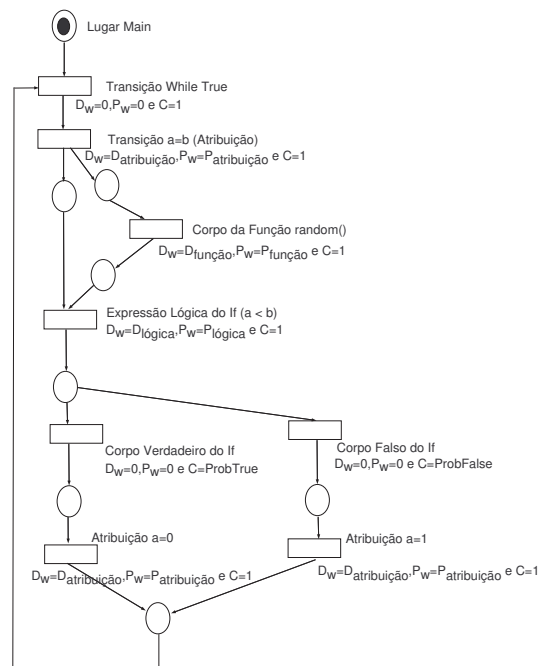 Lugar Main
Transição While True
Dw=0,Pw=0 e C=1
Transição a=b (Atribuição)
Dw=Datribuição,Pw=Patribuição e C=1
Corpo da Função random()
Dw=Dfunção,Pw=Pfunção e C=1
Expressão Lógica do If (a < b)
Dw=Dlógica,Pw=Plógica e C=1
Corpo Verdadeiro do If
Dw=0,Pw=0 e C=ProbTrue
Corpo Falso do If
Dw=0,Pw=0 e C=ProbFalse
Atribuição a=0
Dw=Datribuição,Pw=Patribuição e C=1
Atribuição a=1
Dw=Datribuição,Pw=Patribuição e C=1